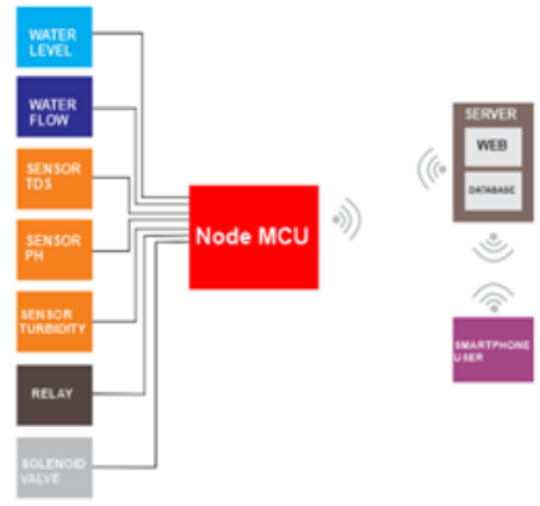 WATER
LEVEL
WATER
FLOW
SENSOR
TDS
SENSOR
PH
SENSOR
TURBIDITY
RELAY
SOLENOID
VALVE
Node MCU
SERVER
WEB
DATABASE
SMARTPHONE
USER